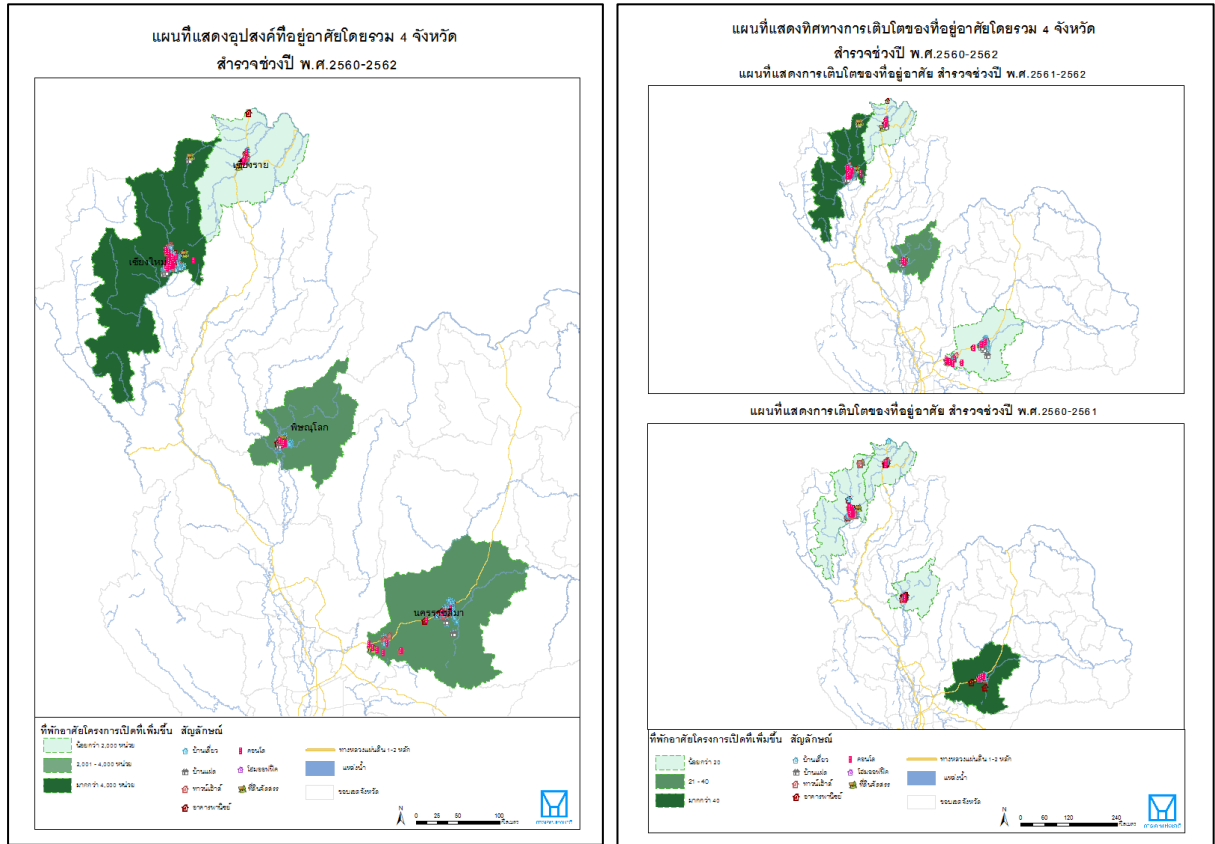 แผนที่แสดงอุปสงค์ที่อยู่อาศัยโดยรวม 4 จังหวัด
สำรวจช่วงปี พ.ศ.2560-2562
เชียงราย
เชียงใหม่
พิษณุโลก
นครราชสีมา
ที่พักอาศัยโครงการเปิดที่เพิ่มขึ้น
น้อยกว่า 2,000 หน่วย
2,001 - 4,000 หน่วย
มากกว่า 4,000 หน่วย
สัญลักษณ์
บ้านเดี่ยว
บ้านแฝด
ทาวน์เฮ้าส์
อาคารพาณิชย์
คอนโด
โฮมออฟฟิต
ที่ดินจัดสรร
ทางหลวงแผ่นดิน 1-2 หลัก
แหล่งน้ำ
ขอบเขตจังหวัด
N
0 25 50 100
กิโลเมตร
แผนที่แสดงทิศทางการเติบโตของที่อยู่อาศัยโดยรวม 4 จังหวัด
สำรวจช่วงปี พ.ศ.2560-2562
แผนที่แสดงการเติบโตของที่อยู่อาศัย สำรวจช่วงปี พ.ศ.2561-2562
แผนที่แสดงการเติบโตของที่อยู่อาศัย สำรวจช่วงปี พ.ศ.2560-2561
ที่พักอาศัยโครงการเปิดที่เพิ่มขึ้น
น้อยกว่า 20
21 - 40
มากกว่า 40
สัญลักษณ์
บ้านเดี่ยว
บ้านแฝด
ทาวน์เฮ้าส์
อาคารพาณิชย์
คอนโด
โฮมออฟฟิต
ที่ดินจัดสรร
ทางหลวงแผ่นดิน 1-2 หลัก
แหล่งน้ำ
ขอบเขตจังหวัด
N
0 60 120 240
กิโลเมตร